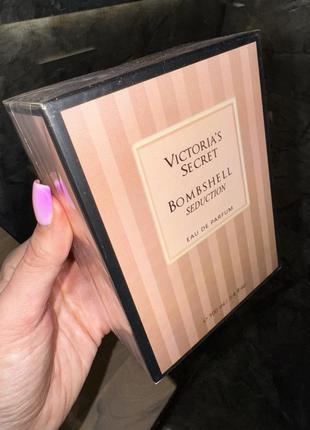 VICTORIA'S
SECRET
BOMBSHELL
SEDUCTION
EAU DE PARFUM